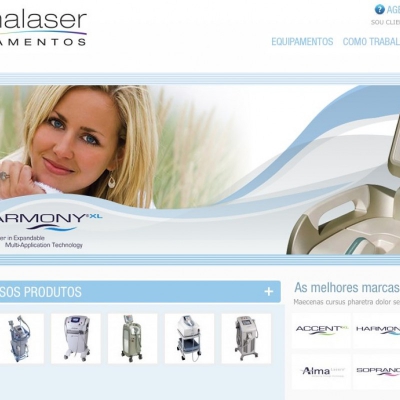 nalaser
AMENTOS
? AGE
SOU CLIE
EQUIPAMENTOS COMO TRABAL
ARMONY XL
er in Expandable
Multi-Application Technology
SOS PRODUTOS +
As melhores marcas
Maecenas cursus pharetra dolor se
ACCENT XL
HARMON
Alma
SOPRANO